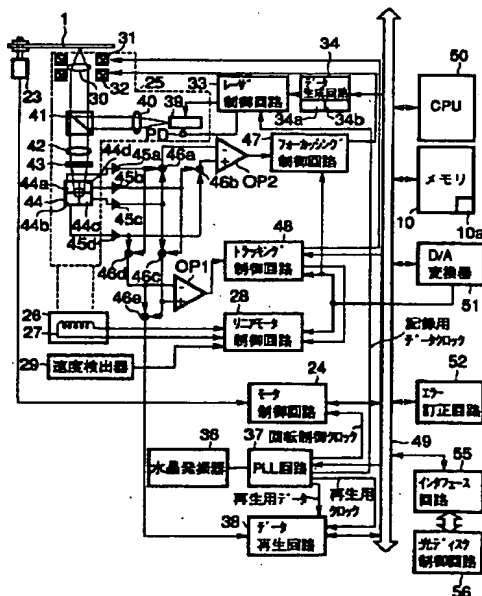 1
31
23
30
32
25
33
レーザ
制御回路
34
データ
生成回路
34a
34b
40
39
41
PD
42
43
44d
45a
46a
45b
44a
44
44b
44c
45c
45d
46b
OP2
47
フォーカッシング
制御回路
46d
46c
OP1
トラッキング
制御回路
48
46e
26
27
28
リニアモータ
制御回路
29
速度検出器
24
モータ
制御回路
回転制御クロック
記録用
データクロック
36
水晶発振器
37
PLL回路
再生用
データ
再生用
クロック
38
データ
再生回路
50
CPU
メモリ
10
10a
D/A
変換器
51
52
エラー
訂正回路
49
55
インタフェース
回路
光ディスク
制御回路
56